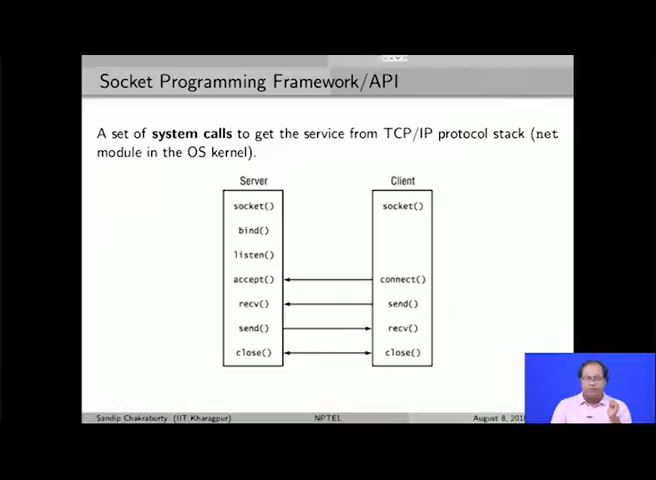 Socket Programming Framework/API
A set of system calls to get the service from TCP/IP protocol stack (net
module in the OS kernel).
Server Client
socket() socket()
bind()
listen()
accept() connect()
recv() send()
send() recv()
close() close()
Sandip Chakraborty (IIT Kharagpur) NPTEL August 8,